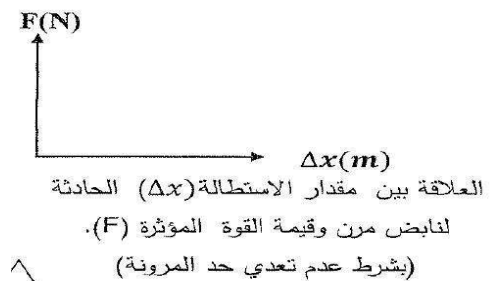 F(N)
Δx(m)
العلاقة بين مقدار الاستطالة (Δx) الحادثة
لنابض مرن وقيمة القوة المؤثرة (F).
(بشرط عدم تعدي حد المرونة)